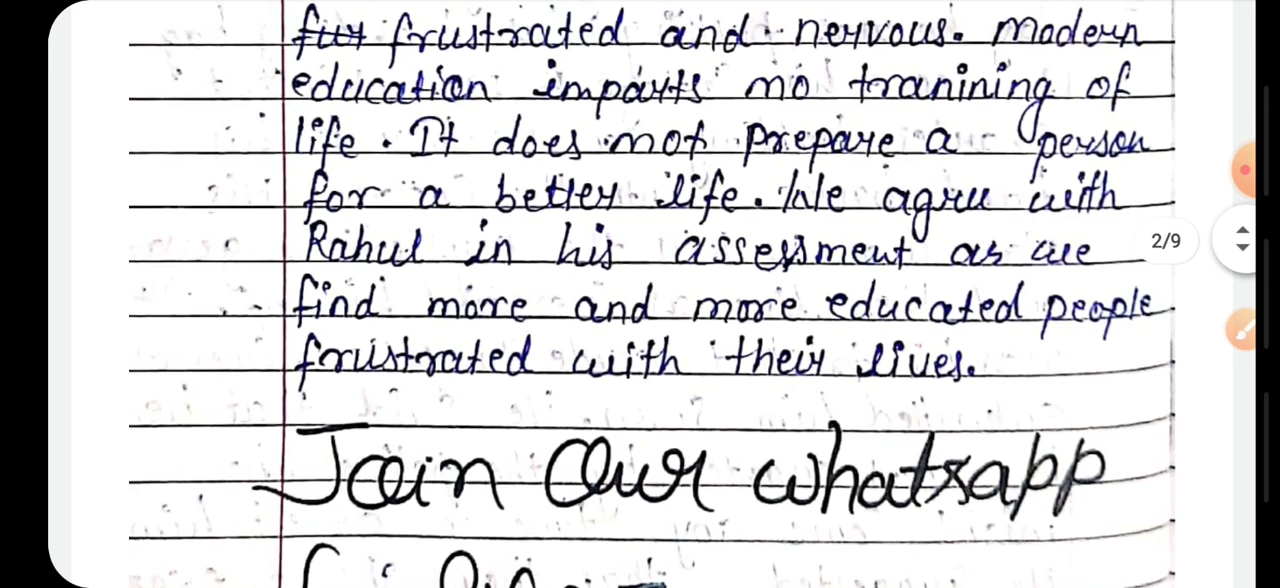 fut frustrated and nervous. modern
education imparts no tranining of
life. It does not prepare a person
for a better life. We agree with
Rahul in his assessment as we
find more and more educated people
frustrated with their lives.
Join Our whatsapp
2/9